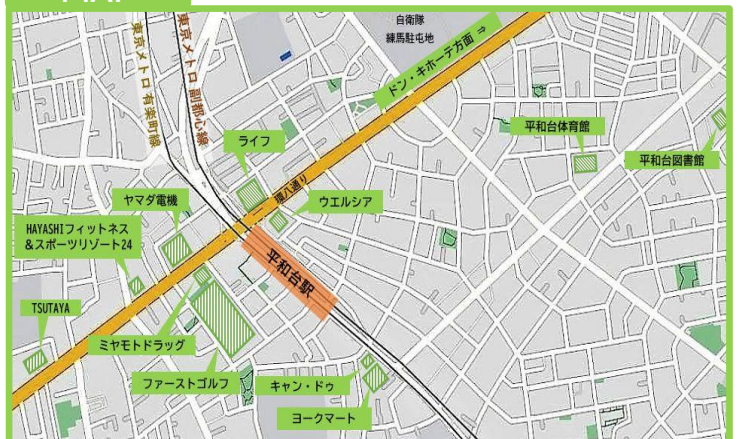 自衛隊
練馬駐屯地
東京メトロ 有楽町線
東京メトロ 副都心線
ドン・キホーテ方面 ⇒
平和台体育館
平和台図書館
ライフ
環八通り
ウエルシア
ヤマダ電機
HAYASHIフィットネス
&スポーツリゾート24
平和台駅
TSUTAYA
ミヤモトドラッグ
ファーストゴルフ
キャン・ドゥ
ヨークマート